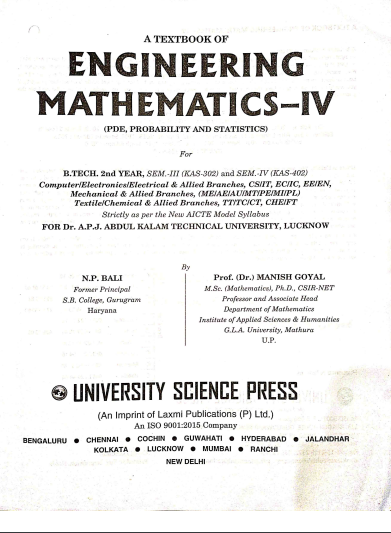 A TEXTBOOK OF
ENGINEERING
MATHEMATICS–IV
(PDE, PROBABILITY AND STATISTICS)
For
B.TECH. 2nd YEAR, SEM.-III (KAS-302) and SEM.-IV (KAS-402)
Computer/Electronics/Electrical & Allied Branches, CS/IT, EC/IC, EE/EN,
Mechanical & Allied Branches, (ME/AE/AU/MT/PE/MI/PL)
Textile/Chemical & Allied Branches, TT/TC/CT, CHE/FT
Strictly as per the New AICTE Model Syllabus
FOR Dr. A.P.J. ABDUL KALAM TECHNICAL UNIVERSITY, LUCKNOW
By
N.P. BALI
Former Principal
S.B. College, Gurugram
Haryana
Prof. (Dr.) MANISH GOYAL
M.Sc. (Mathematics), Ph.D., CSIR-NET
Professor and Associate Head
Department of Mathematics
Institute of Applied Sciences & Humanities
G.L.A. University, Mathura
U.P.
UNIVERSITY SCIENCE PRESS
(An Imprint of Laxmi Publications (P) Ltd.)
An ISO 9001:2015 Company
BENGALURU ● CHENNAI ● COCHIN ● GUWAHATI ● HYDERABAD ● JALANDHAR
KOLKATA ● LUCKNOW ● MUMBAI ● RANCHI
NEW DELHI